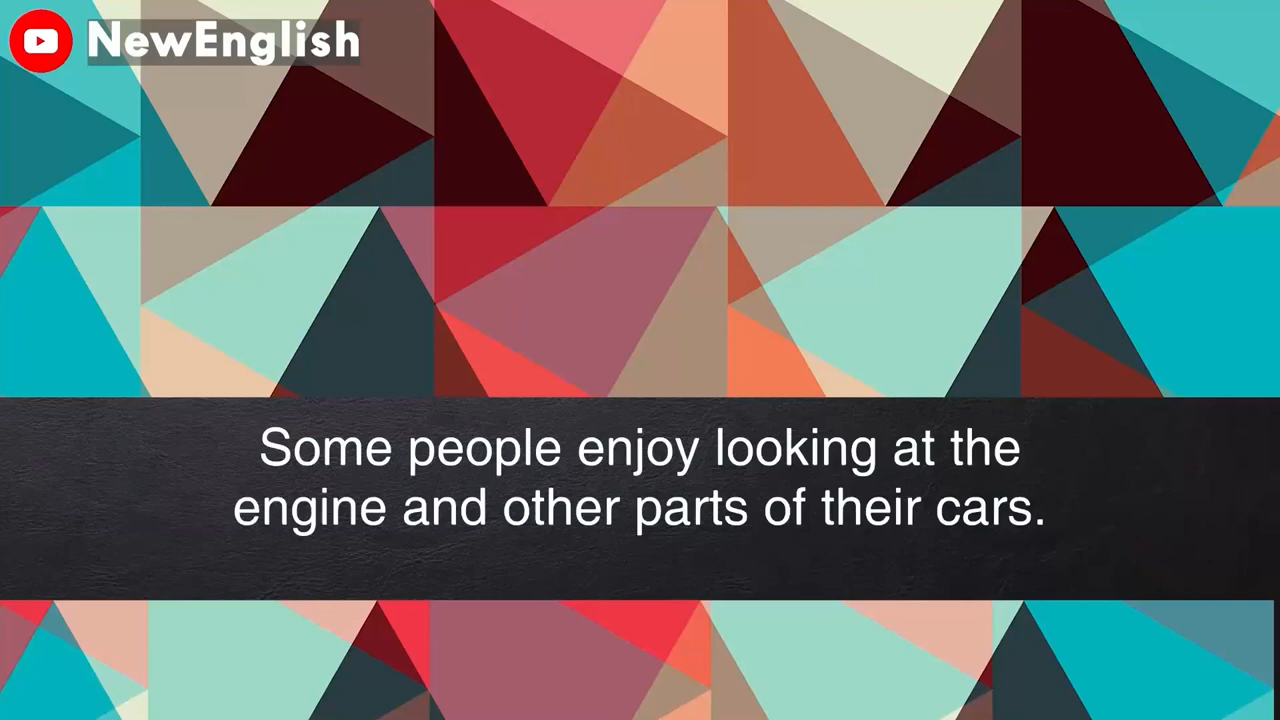 NewEnglish
Some people enjoy looking at the
engine and other parts of their cars.